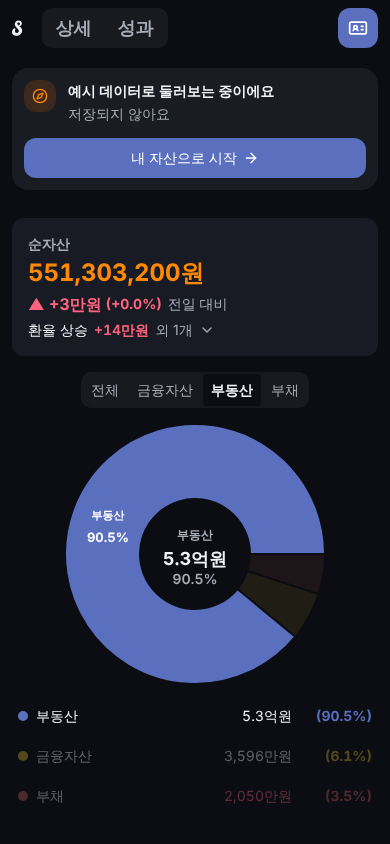 S 상세 성과
예시 데이터로 둘러보는 중이에요
저장되지 않아요
내 자산으로 시작 →
순자산
551,303,200원
▲ +3만원 (+0.0%) 전일 대비
환율 상승 +14만원 외 1개
전체 금융자산 부동산 부채
부동산
90.5%
부동산
5.3억원
90.5%
부동산 5.3억원 (90.5%)
금융자산 3,596만원 (6.1%)
부채 2,050만원 (3.5%)